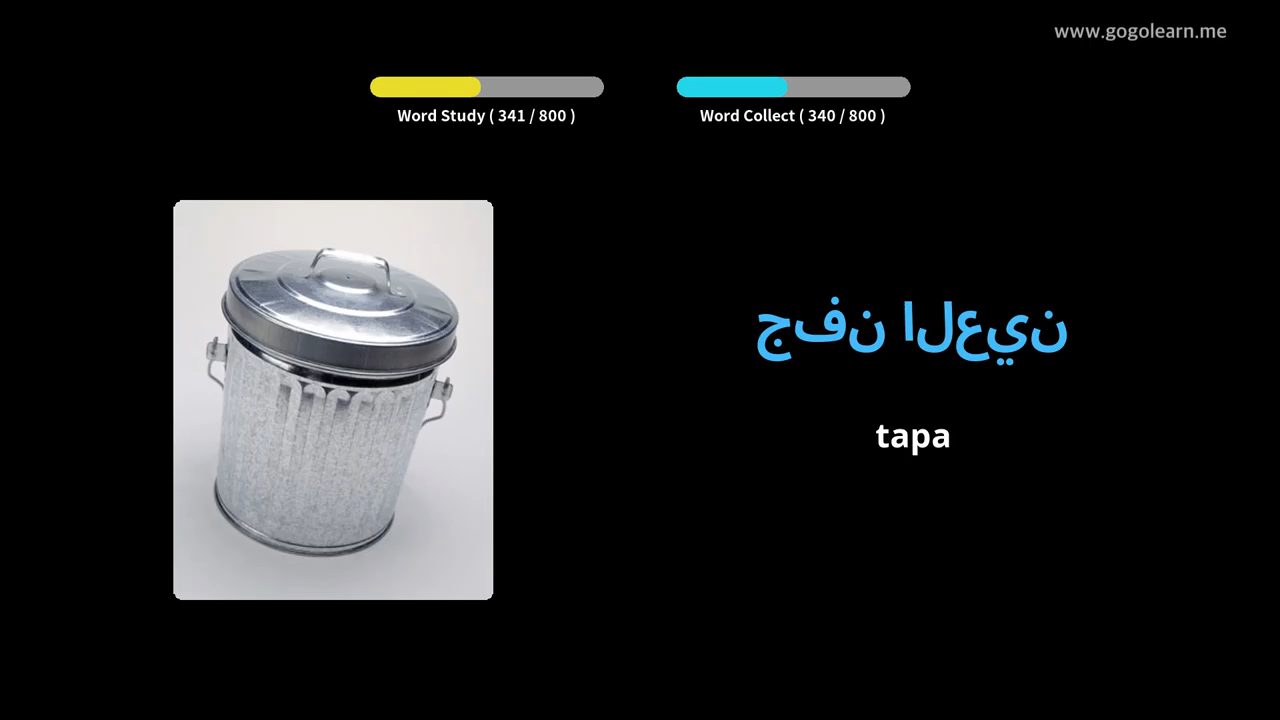 www.gogolearn.me
Word Study ( 341 / 800 )
Word Collect ( 340 / 800 )
جفن العين
tapa